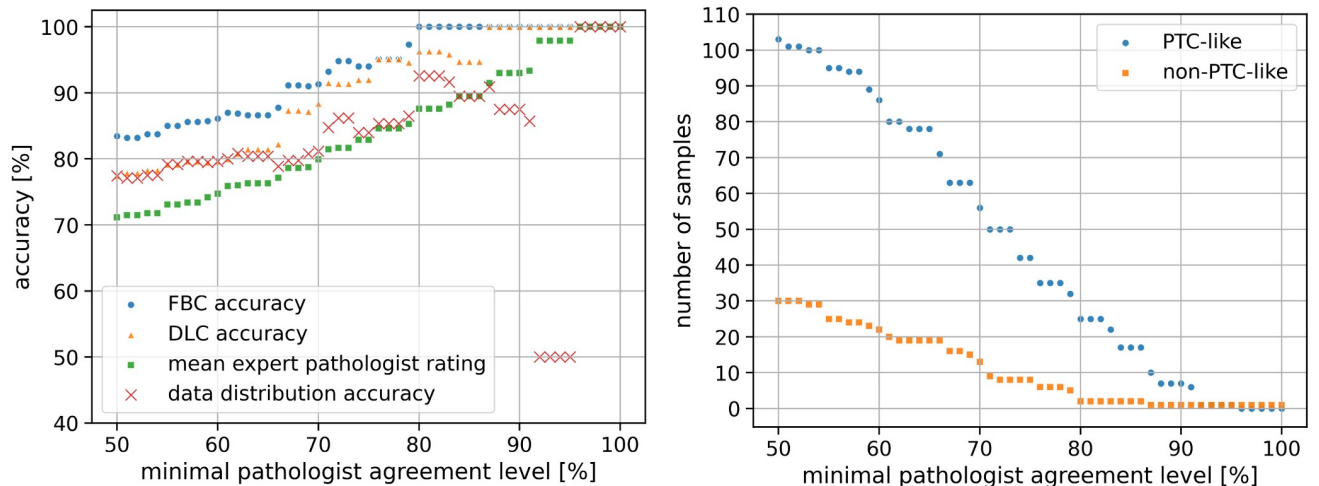 100
90
80
70
60
50
40
accuracy [%]
FBC accuracy
DLC accuracy
mean expert pathologist rating
data distribution accuracy
50 60 70 80 90 100
minimal pathologist agreement level [%]
110
100
90
80
70
60
50
40
30
20
10
0
number of samples
PTC-like
non-PTC-like
50 60 70 80 90 100
minimal pathologist agreement level [%]